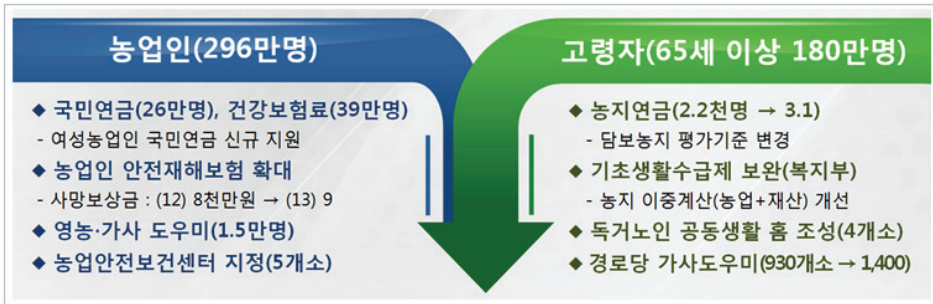 농업인(296만명)
◆ 국민연금(26만명), 건강보험료(39만명)
- 여성농업인 국민연금 신규 지원
◆ 농업인 안전재해보험 확대
- 사망보상금 : (12) 8천만원 → (13) 9
◆ 영농·가사 도우미(1.5만명)
◆ 농업안전보건센터 지정(5개소)
고령자(65세 이상 180만명)
◆ 농지연금(2.2천명 → 3.1)
- 담보농지 평가기준 변경
◆ 기초생활수급제 보완(복지부)
- 농지 이중계산(농업+재산) 개선
◆ 독거노인 공동생활 홈 조성(4개소)
◆ 경로당 가사도우미(930개소 → 1,400)